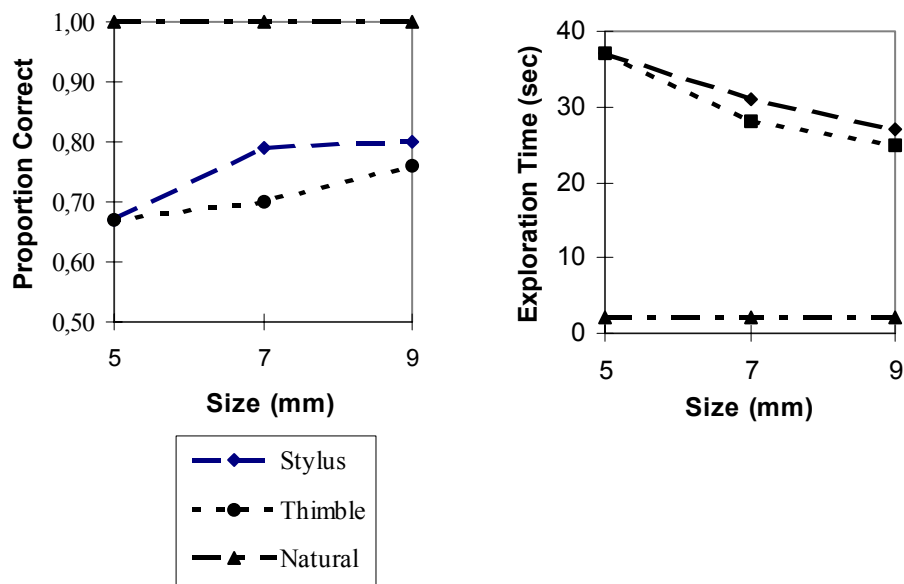 Proportion Correct
1,00
0,90
0,80
0,70
0,60
0,50
5 7 9
Size (mm)
Exploration Time (sec)
40
30
20
10
0
5 7 9
Size (mm)
Stylus
Thimble
Natural